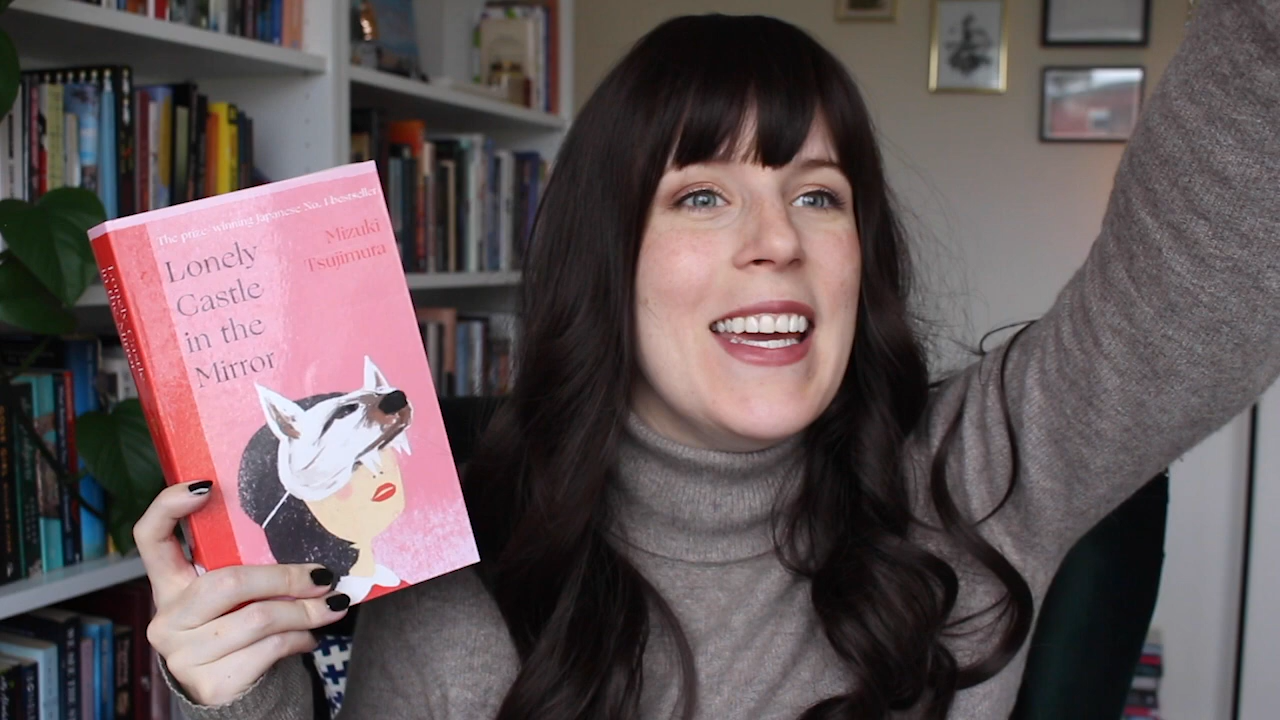 The prize-winning Japanese No. 1 bestseller
Lonely
Castle
in the
Mirror
Mizuki
Tsujimura